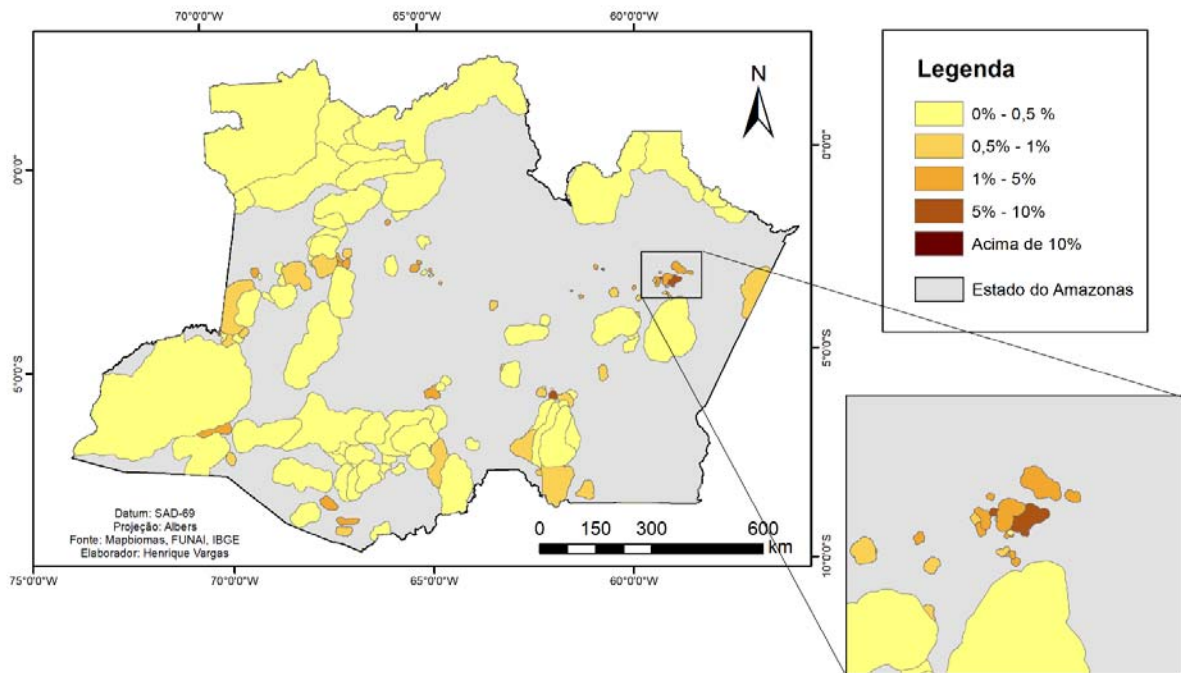 70°0'0"W 65°0'0"W 60°0'0"W
N
0°0'0"
0°0'0"
5°0'0"S
5°0'0"S
10°0'0"S
Datum: SAD-69
Projeção: Albers
Fonte: Mapbiomas, FUNAI, IBGE
Elaborador: Henrique Vargas
0 150 300 600
km
75°0'0"W 70°0'0"W 65°0'0"W 60°0'0"W
Legenda
0% - 0,5 %
0,5% - 1%
1% - 5%
5% - 10%
Acima de 10%
Estado do Amazonas